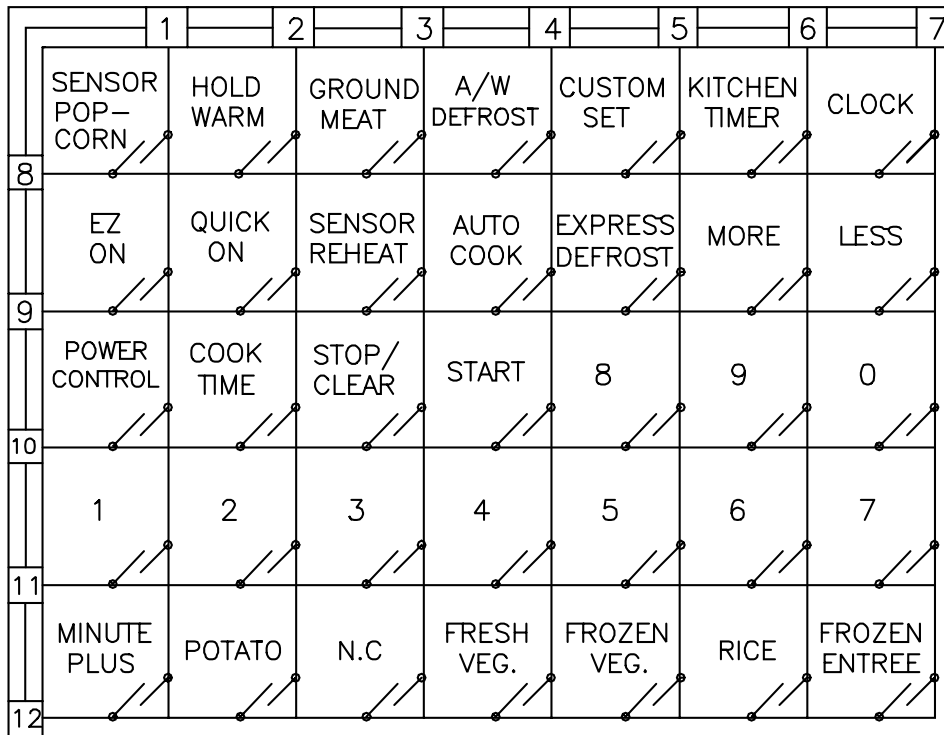 1 2 3 4 5 6 7
SENSOR
POP-
CORN
HOLD
WARM
GROUND
MEAT
A/W
DEFROST
CUSTOM
SET
KITCHEN
TIMER
CLOCK
8
EZ
ON
QUICK
ON
SENSOR
REHEAT
AUTO
COOK
EXPRESS
DEFROST
MORE
LESS
9
POWER
CONTROL
COOK
TIME
STOP/
CLEAR
START
8
9
0
10
1
2
3
4
5
6
7
11
MINUTE
PLUS
POTATO
N.C
FRESH
VEG.
FROZEN
VEG.
RICE
FROZEN
ENTREE
12